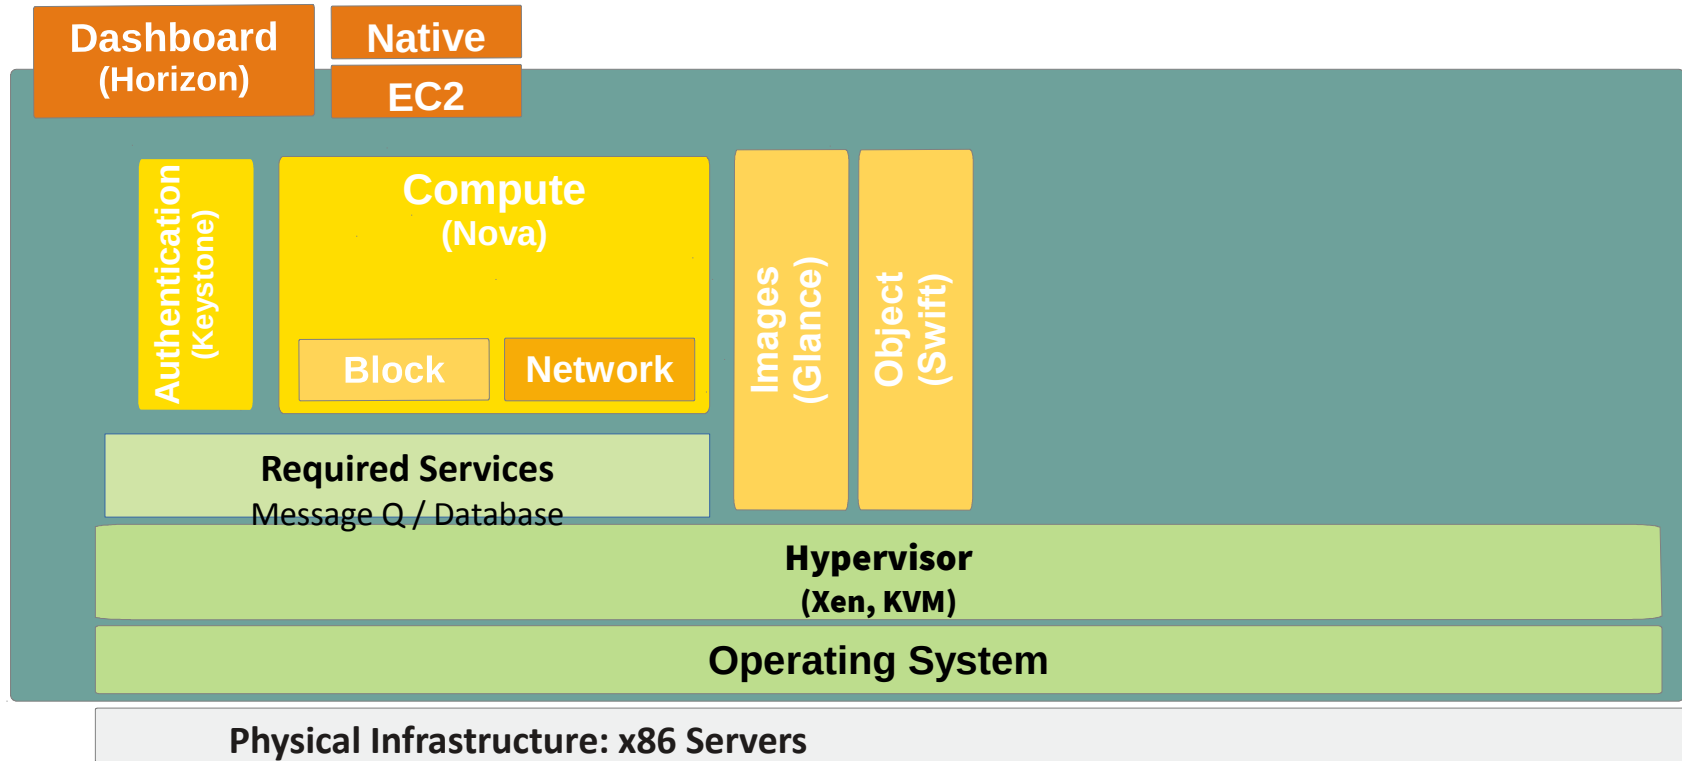 Dashboard
(Horizon)
Native
EC2
Authentication
(Keystone)
Compute
(Nova)
Block
Network
Images
(Glance)
Object
(Swift)
Required Services
Message Q / Database
Hypervisor
(Xen, KVM)
Operating System
Physical Infrastructure: x86 Servers